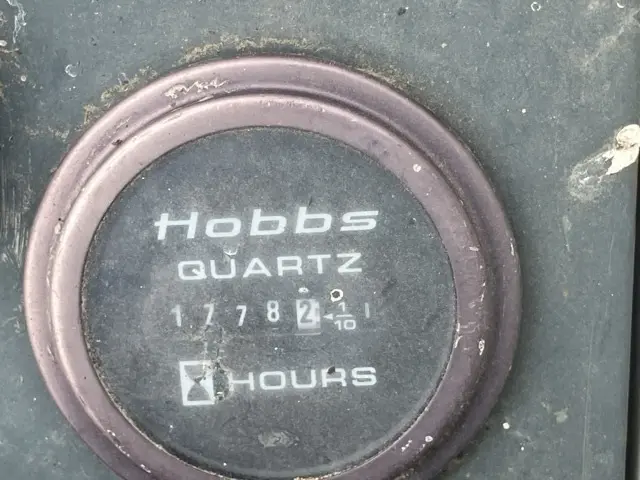 Hobbs
QUARTZ
1 7 7 8 2 ◄ 1/10
HOURS